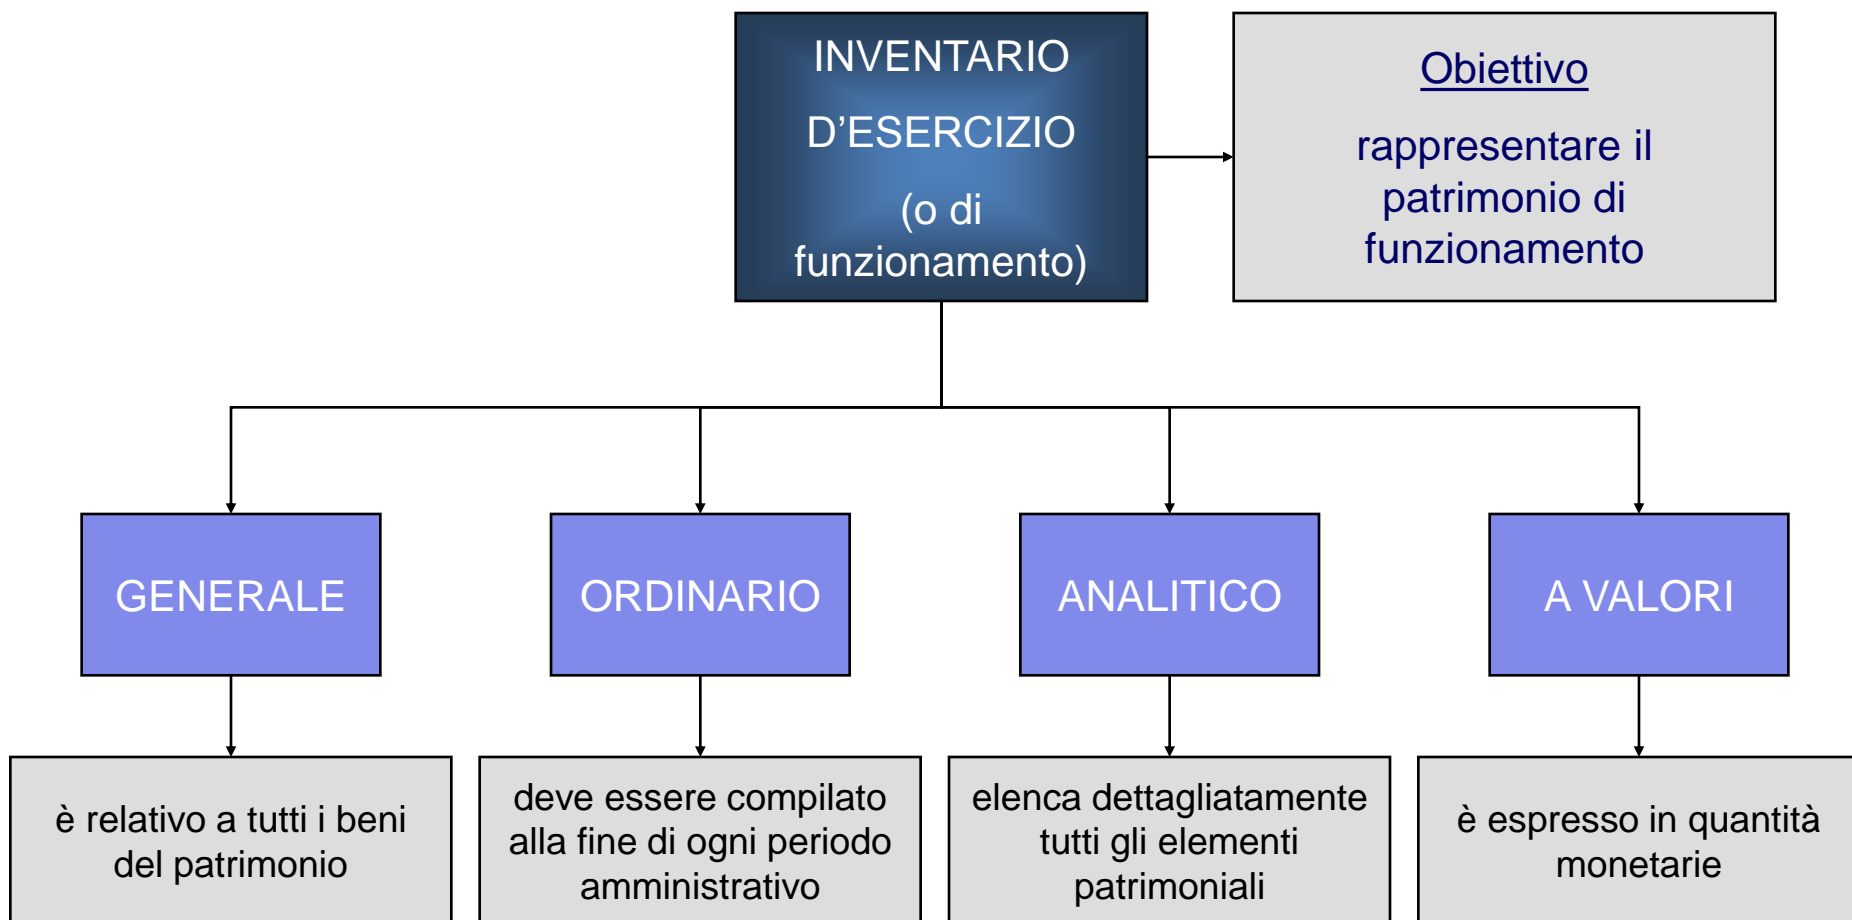 INVENTARIO
D'ESERCIZIO
(o di
funzionamento)
Obiettivo
rappresentare il
patrimonio di
funzionamento
GENERALE
ORDINARIO
ANALITICO
A VALORI
è relativo a tutti i beni
del patrimonio
deve essere compilato
alla fine di ogni periodo
amministrativo
elenca dettagliatamente
tutti gli elementi
patrimoniali
è espresso in quantità
monetarie